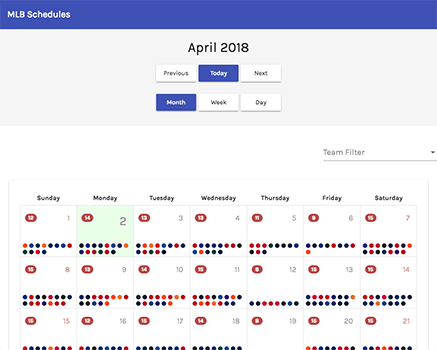 MLB Schedules
April 2018
Previous Today Next
Month Week Day
Team Filter
Sunday Monday Tuesday Wednesday Thursday Friday Saturday
12 1 14 2 13 3 13 4 11 5 9 6 15 7
15 8 13 9 14 10 15 11 8 12 15 13 15 14
15 15 12 16 15 17 14 18 8 19 15 20 15 21